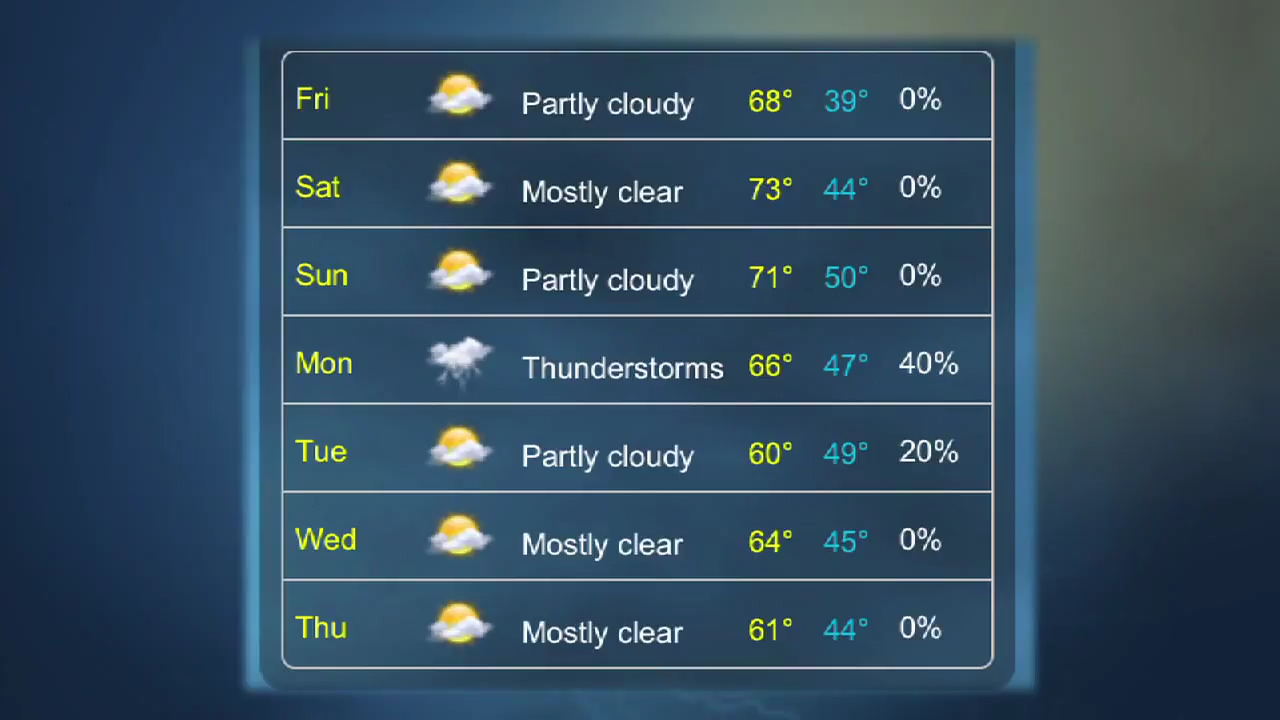 Fri Partly cloudy 68° 39° 0%
Sat Mostly clear 73° 44° 0%
Sun Partly cloudy 71° 50° 0%
Mon Thunderstorms 66° 47° 40%
Tue Partly cloudy 60° 49° 20%
Wed Mostly clear 64° 45° 0%
Thu Mostly clear 61° 44° 0%